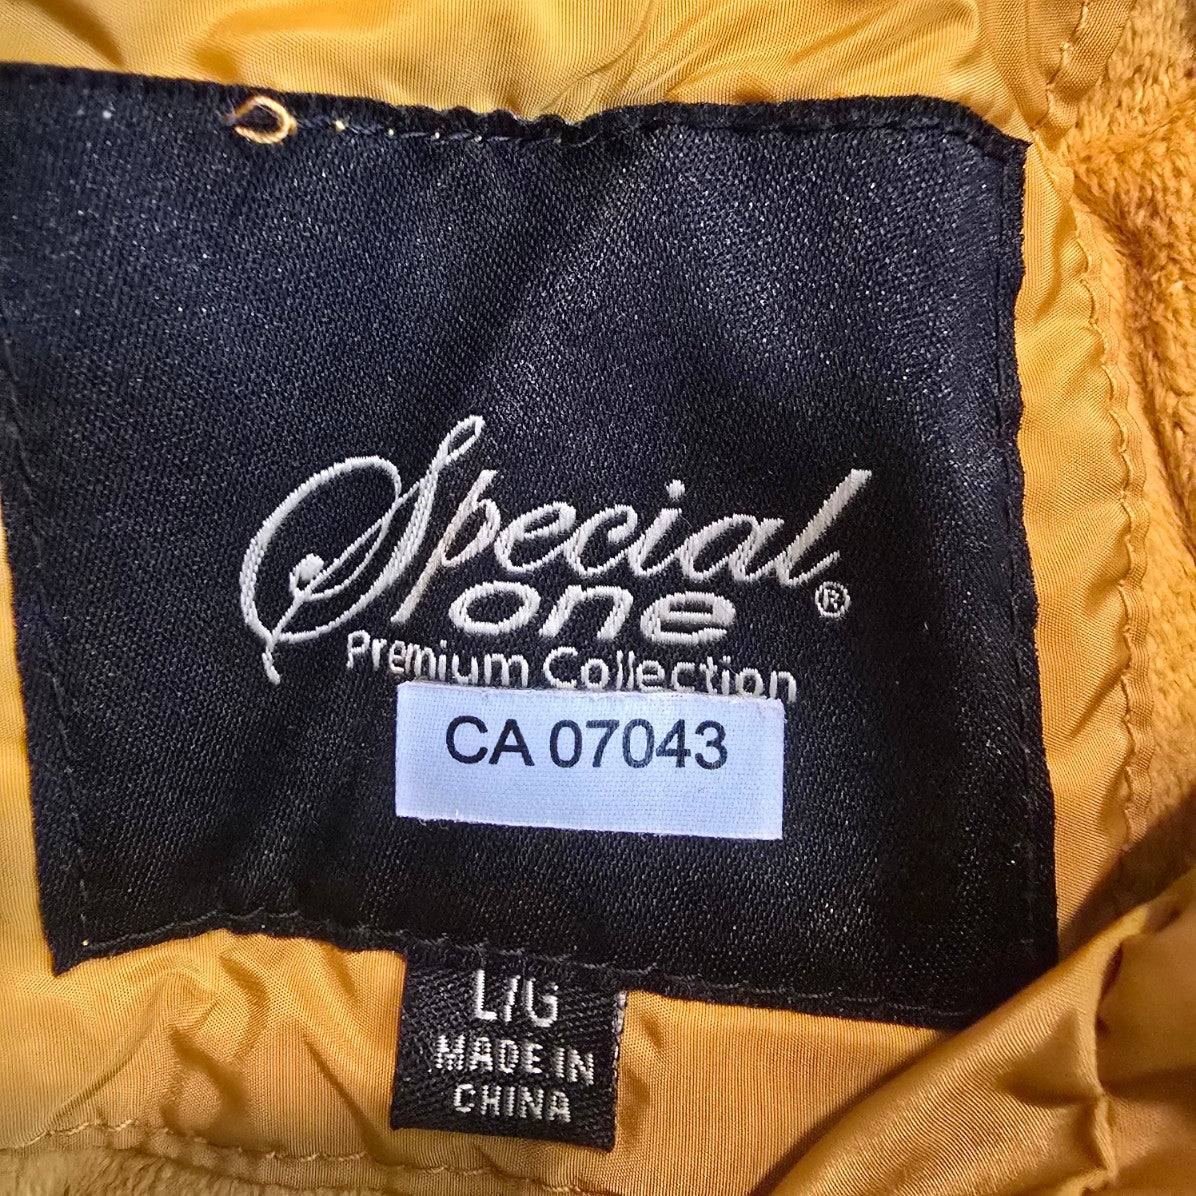 Special
one ®
Premium Collection
CA 07043
L/G
MADE IN
CHINA